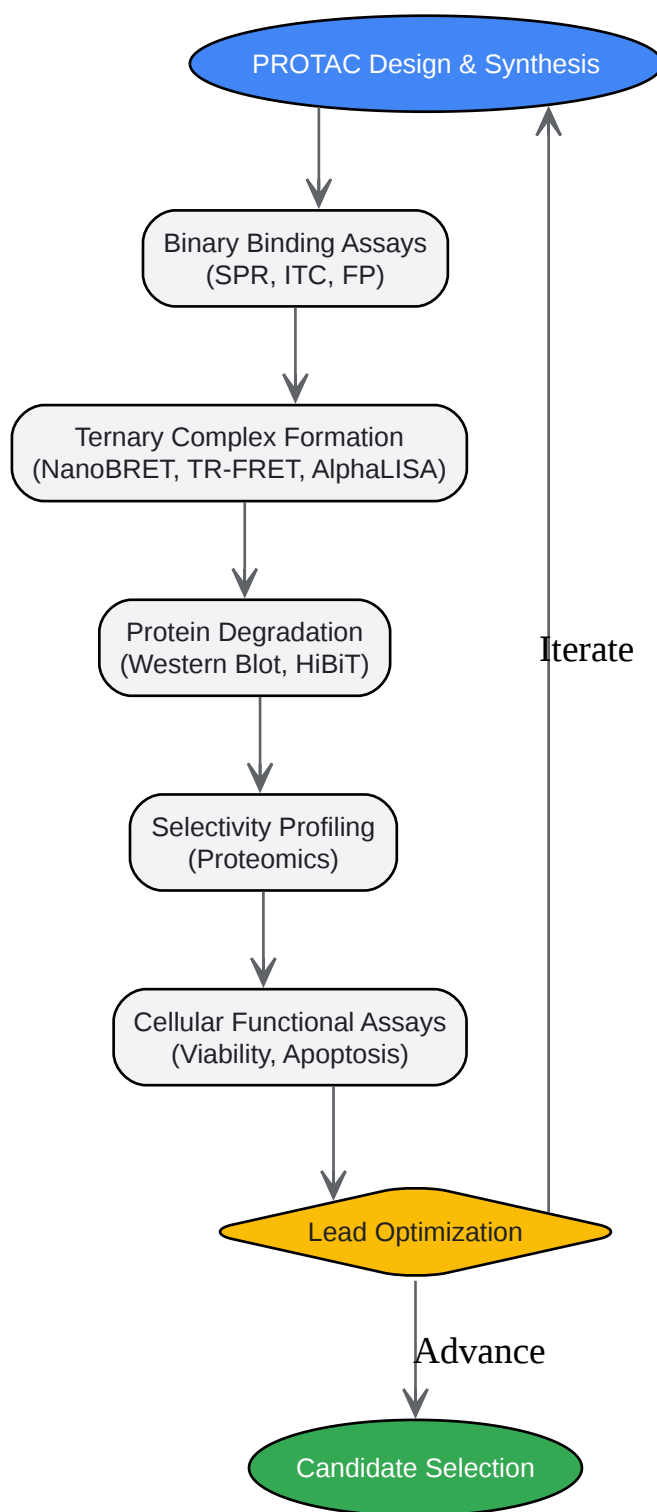 PROTAC Design & Synthesis
Binary Binding Assays
(SPR, ITC, FP)
Ternary Complex Formation
(NanoBRET, TR-FRET, AlphaLISA)
Protein Degradation
(Western Blot, HiBiT)
Iterate
Selectivity Profiling
(Proteomics)
Cellular Functional Assays
(Viability, Apoptosis)
Lead Optimization
Advance
Candidate Selection